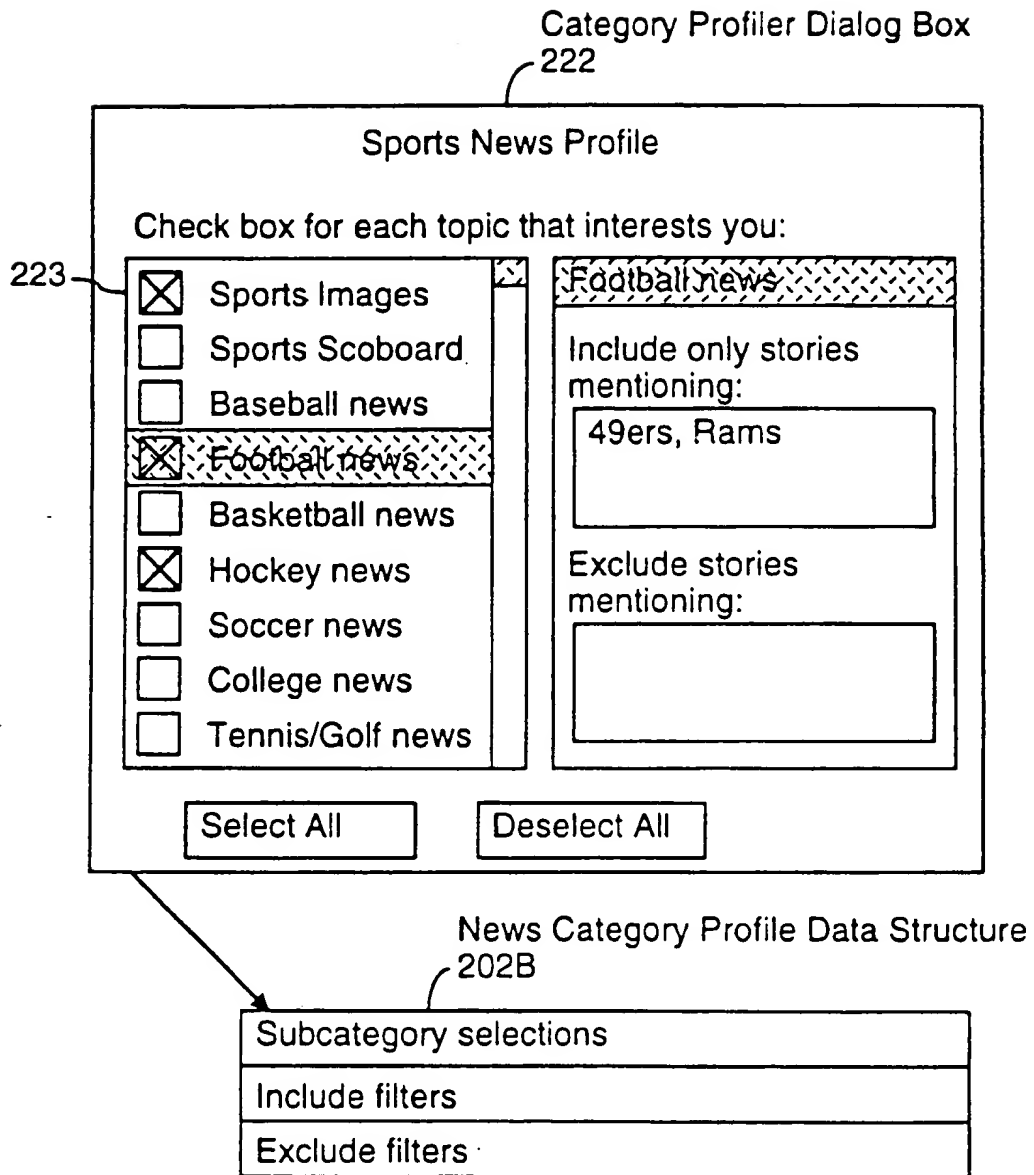 Category Profiler Dialog Box
222
Sports News Profile
Check box for each topic that interests you:
223
Sports Images
Sports Scoboard
Baseball news
Football news
Basketball news
Hockey news
Soccer news
College news
Tennis/Golf news
Football news
Include only stories
mentioning:
49ers, Rams
Exclude stories
mentioning:
Select All
Deselect All
News Category Profile Data Structure
202B
Subcategory selections
Include filters
Exclude filters